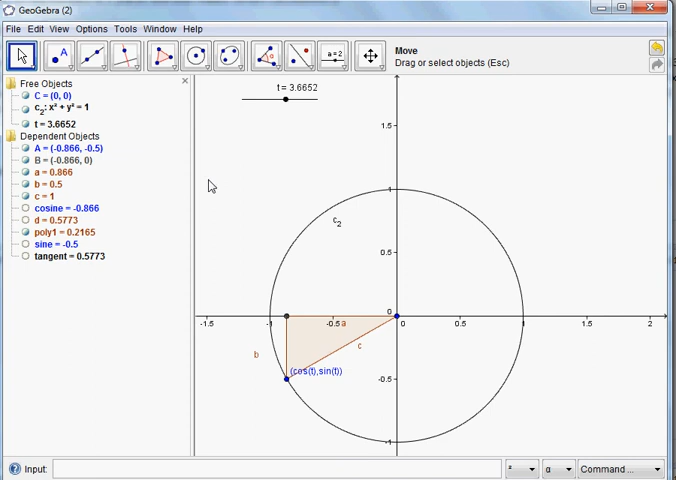 GeoGebra (2)
File Edit View Options Tools Window Help
A
a = 2
Move
Drag or select objects (Esc)
Free Objects
C = (0, 0)
c₂: x² + y² = 1
t = 3.6652
Dependent Objects
A = (-0.866, -0.5)
B = (-0.866, 0)
a = 0.866
b = 0.5
c = 1
cosine = -0.866
d = 0.5773
poly1 = 0.2165
sine = -0.5
tangent = 0.5773
t = 3.6652
1.5
1
c₂
0.5
0
-1.5 -1 -0.5 0 0.5 1 1.5 2
a
c
b
(cos(t),sin(t))
-0.5
-1
Input:
² α Command ...